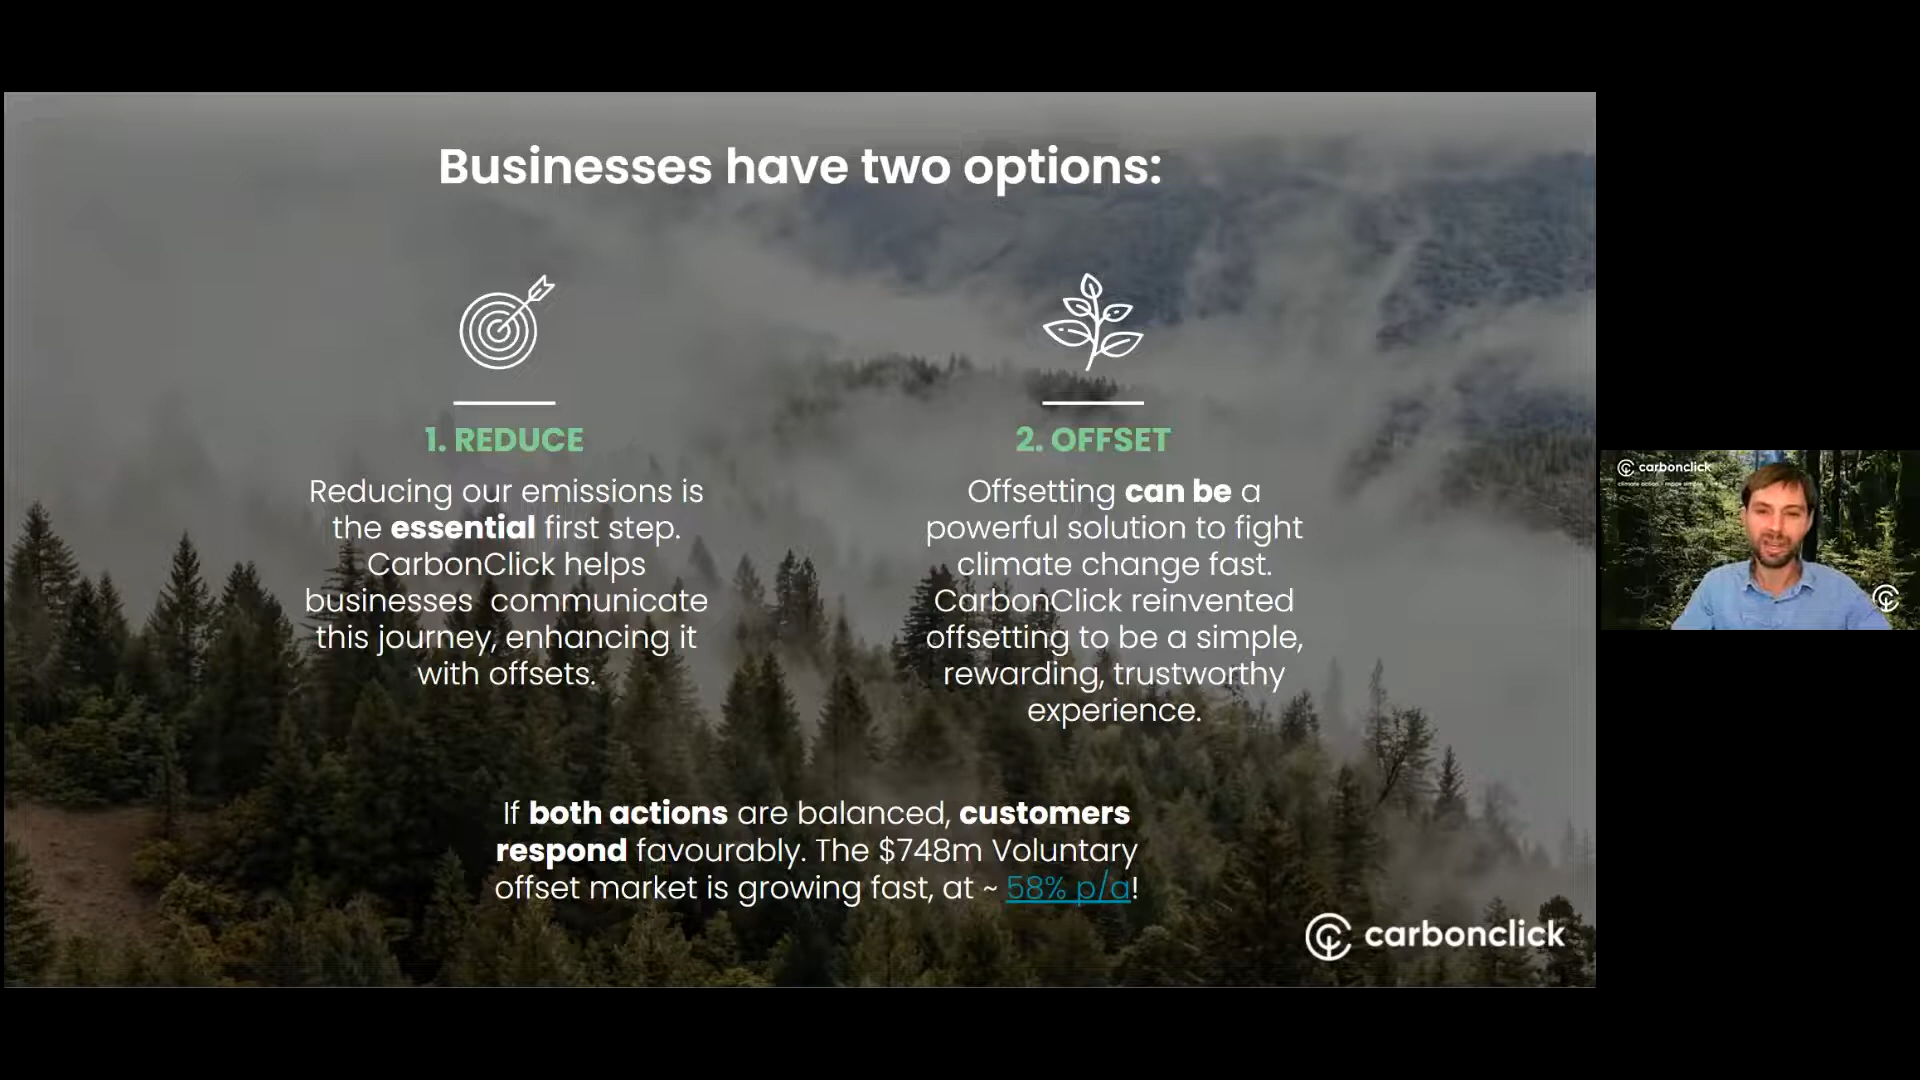 Businesses have two options:
1. REDUCE
Reducing our emissions is
the essential first step.
CarbonClick helps
businesses  communicate
this journey, enhancing it
with offsets.
2. OFFSET
Offsetting can be a
powerful solution to fight
climate change fast.
CarbonClick reinvented
offsetting to be a simple,
rewarding, trustworthy
experience.
If both actions are balanced, customers
respond favourably. The $748m Voluntary
offset market is growing fast, at ~ 58% p/a!
carbonclick
carbonclick